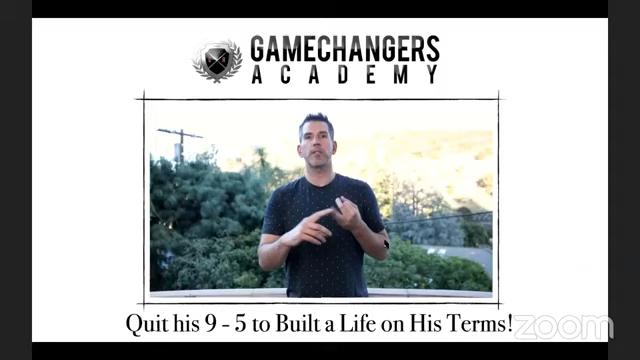 GAMECHANGERS
ACADEMY
Quit his 9 - 5 to Built a Life on His Terms!
zoom